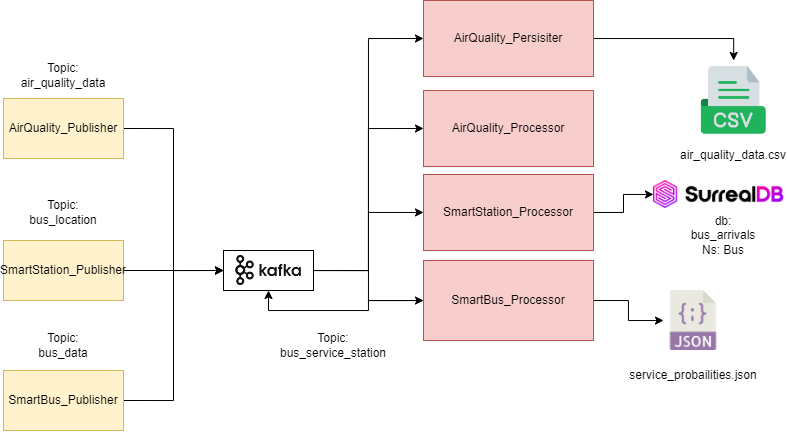 AirQuality_Persisiter
Topic:
air_quality_data
AirQuality_Publisher
CSV
AirQuality_Processor
air_quality_data.csv
Topic:
bus_location
SmartStation_Processor
SurrealDB
db:
bus_arrivals
Ns: Bus
SmartStation_Publisher
kafka
SmartBus_Processor
{;}
JSON
Topic:
bus_data
Topic:
bus_service_station
service_probailities.json
SmartBus_Publisher